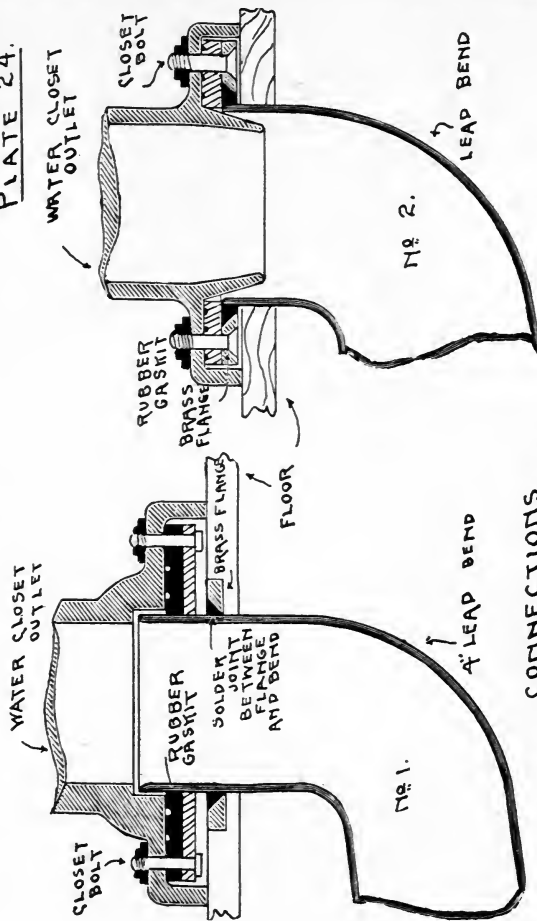 PLATE 24.
WATER CLOSET
OUTLET
CLOSET
BOLT
RUBBER
GASKIT
BRASS
FLANGE
FLOOR
No 2.
LEAD BEND
WATER CLOSET
OUTLET
CLOSET
BOLT
RUBBER
GASKIT
BRASS FLANGE
SOLDER
JOINT
BETWEEN
FLANGE
AND BEND
No 1.
4" LEAD BEND
CONNECTIONS